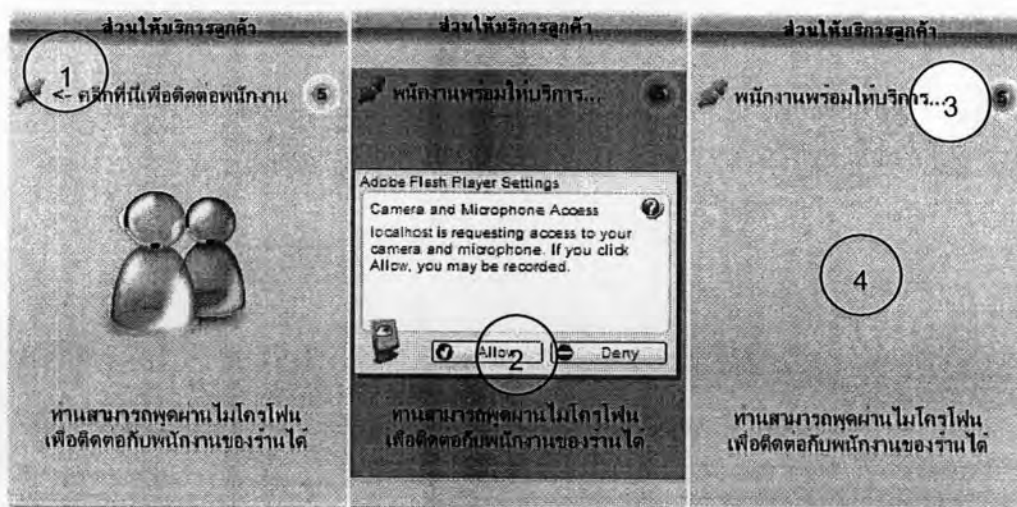 ส่วนให้บริการลูกค้า
1
<- คลิกที่นี่เพื่อติดต่อพนักงาน
5
ท่านสามารถพูดผ่านไมโครโฟน
เพื่อติดต่อกับพนักงานของร้านได้
ส่วนให้บริการลูกค้า
พนักงานพร้อมให้บริการ...
5
Adobe Flash Player Settings
Camera and Microphone Access
localhost is requesting access to your
camera and microphone. If you click
Allow, you may be recorded.
Allow
Deny
2
ท่านสามารถพูดผ่านไมโครโฟน
เพื่อติดต่อกับพนักงานของร้านได้
ส่วนให้บริการลูกค้า
พนักงานพร้อมให้บริการ...
5
3
4
ท่านสามารถพูดผ่านไมโครโฟน
เพื่อติดต่อกับพนักงานของร้านได้